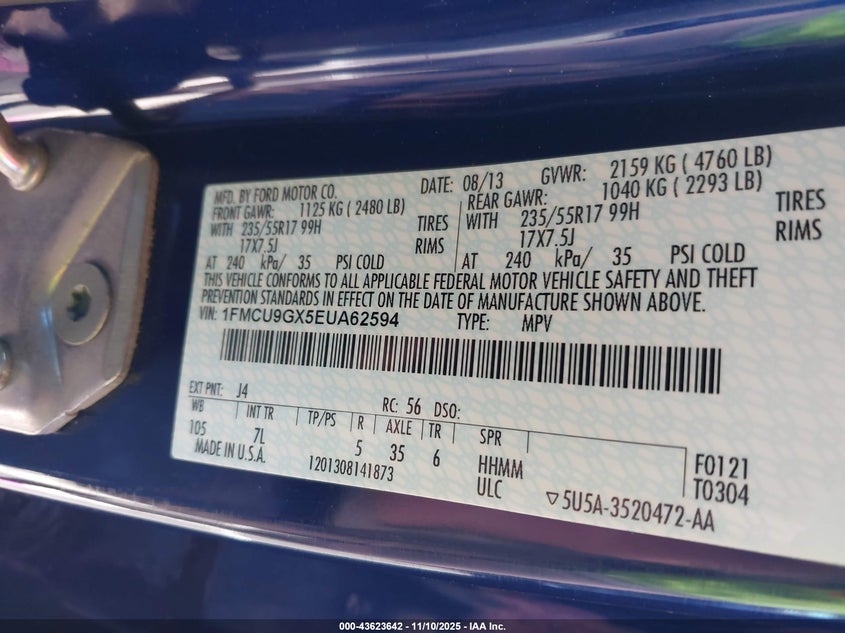 MFD. BY FORD MOTOR CO. DATE: 08/13 GVWR: 2159 KG ( 4760 LB)
FRONT GAWR: 1125 KG ( 2480 LB) REAR GAWR: 1040 KG ( 2293 LB)
WITH 235/55R17 99H TIRES WITH 235/55R17 99H TIRES
17X7.5J RIMS 17X7.5J RIMS
AT 240 kPa/ 35 PSI COLD AT 240 kPa/ 35 PSI COLD
THIS VEHICLE CONFORMS TO ALL APPLICABLE FEDERAL MOTOR VEHICLE SAFETY AND THEFT
PREVENTION STANDARDS IN EFFECT ON THE DATE OF MANUFACTURE SHOWN ABOVE.
VIN: 1FMCU9GX5EUA62594 TYPE: MPV
EXT PNT: J4 RC: 56 DSO:
WB INT TR TP/PS R AXLE TR SPR
105 7L 5 35 6 HHMM F0121
MADE IN U.S.A. 1201308141873 ULC T0304
▽5U5A-3520472-AA
000-43623642 - 11/10/2025 - IAA Inc.